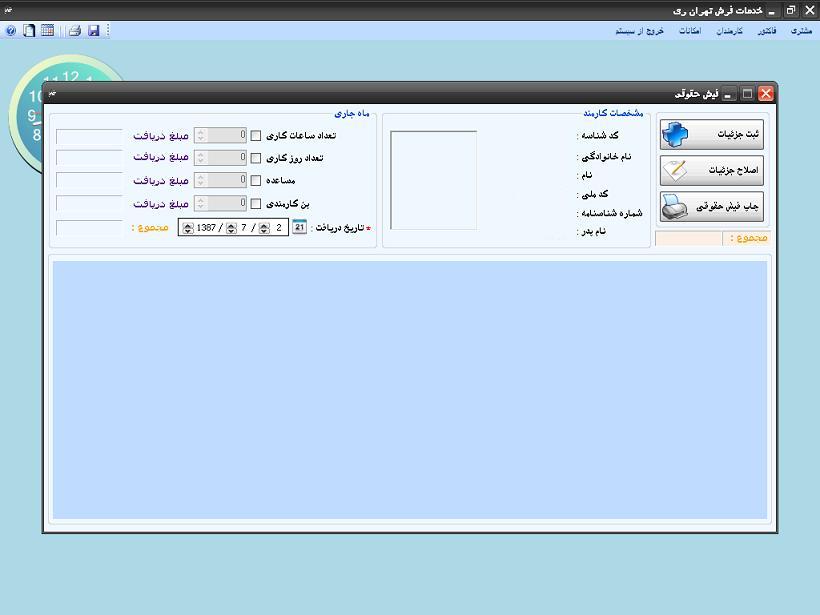 خدمات فرش تهران ری
مشتری فاکتور کارمندان امکانات خروج از سیستم
11 12 1
10
9
8
فیش حقوقی
ثبت جزئیات
اصلاح جزئیات
چاپ فیش حقوقی
مجموع :
مشخصات کارمند
کد شناسه :
نام خانوادگی :
نام :
کد ملی :
شماره شناسنامه :
نام پدر :
ماه جاری
تعداد ساعات کاری 0 مبلغ دریافت
تعداد روز کاری 0 مبلغ دریافت
مساعده 0 مبلغ دریافت
بن کارمندی 0 مبلغ دریافت
* تاریخ دریافت : 21 1387 / 7 / 2 مجموع :